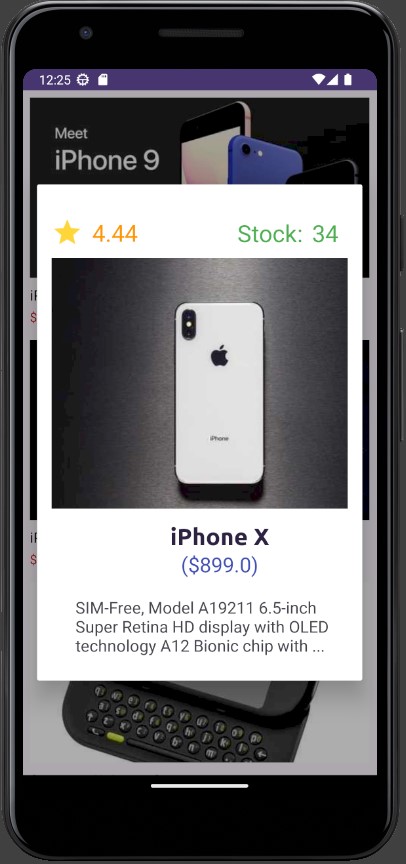 12:25
Meet
iPhone 9
4.44
Stock: 34
iPhone
iPhone X
($899.0)
SIM-Free, Model A19211 6.5-inch
Super Retina HD display with OLED
technology A12 Bionic chip with ...